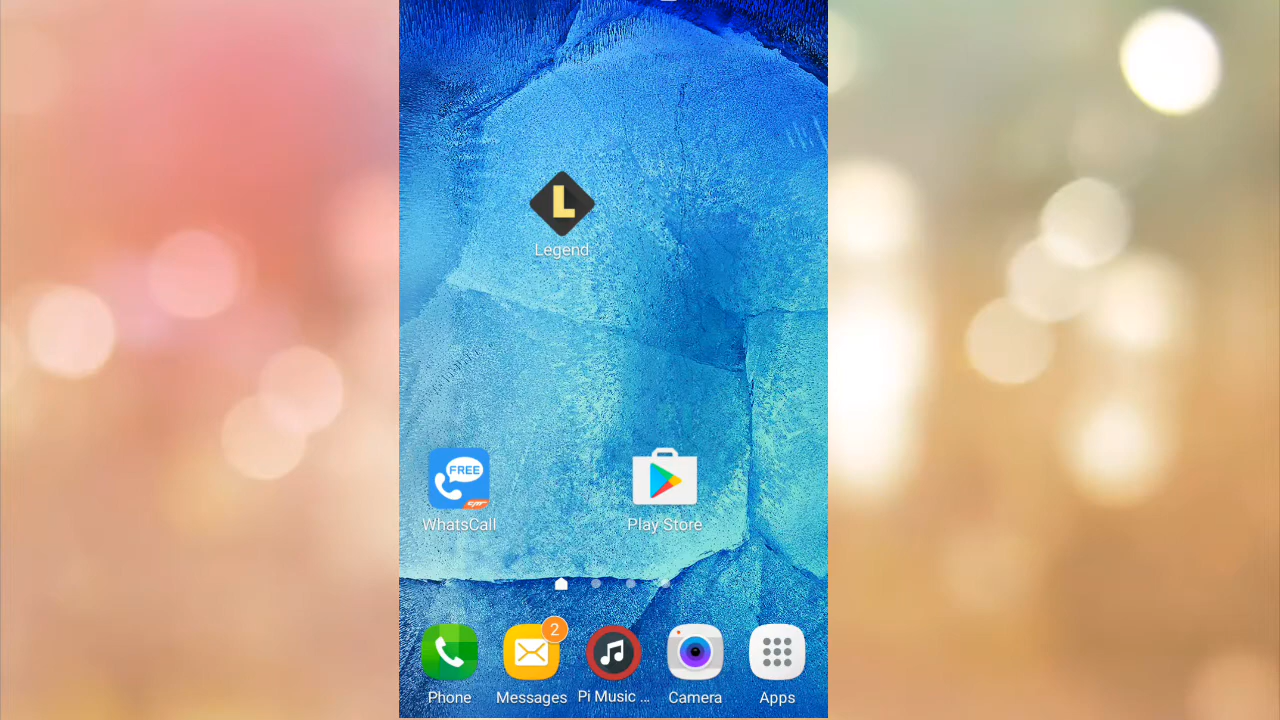 L
Legend
FREE
WhatsCall
Play Store
2
Phone
Messages
Pi Music ...
Camera
Apps